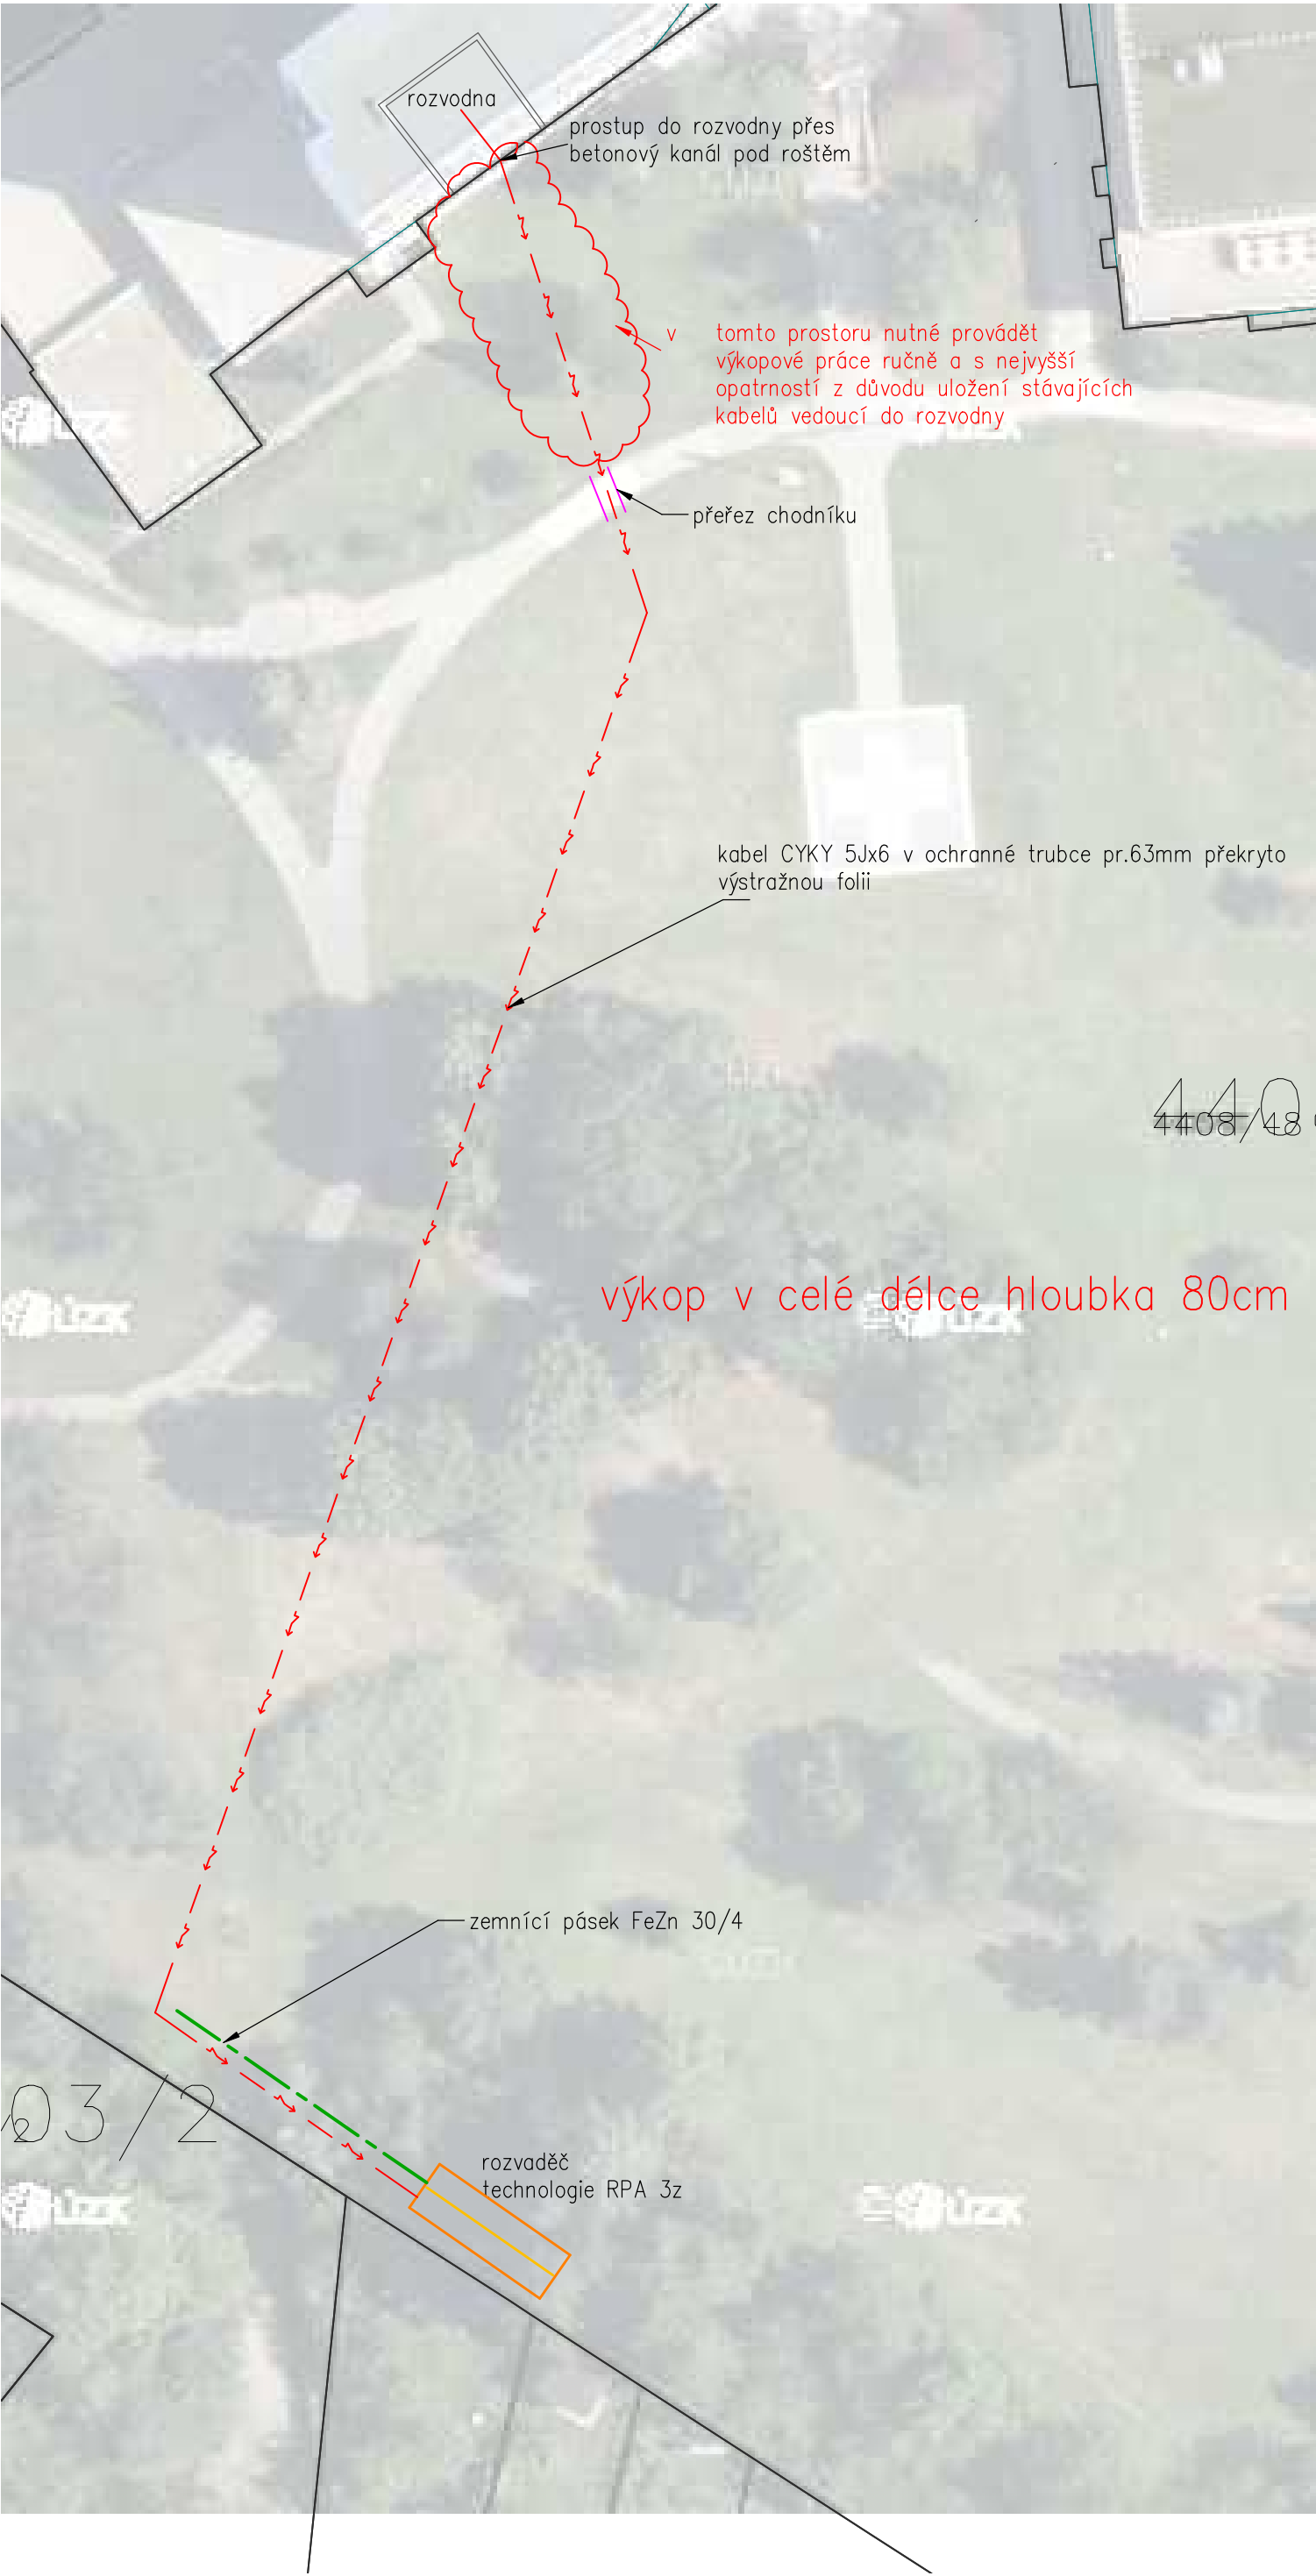 rozvodna
prostup do rozvodny přes
betonový kanál pod roštěm
v tomto prostoru nutné provádět
výkopové práce ručně a s nejvyšší
opatrností z důvodu uložení stávajících
kabelů vedoucí do rozvodny
přeřez chodníku
kabel CYKY 5Jx6 v ochranné trubce pr.63mm překryto
výstražnou folii
4408/48
výkop v celé délce hloubka 80cm
zemnící pásek FeZn 30/4
03/2
rozvaděč
technologie RPA 3z